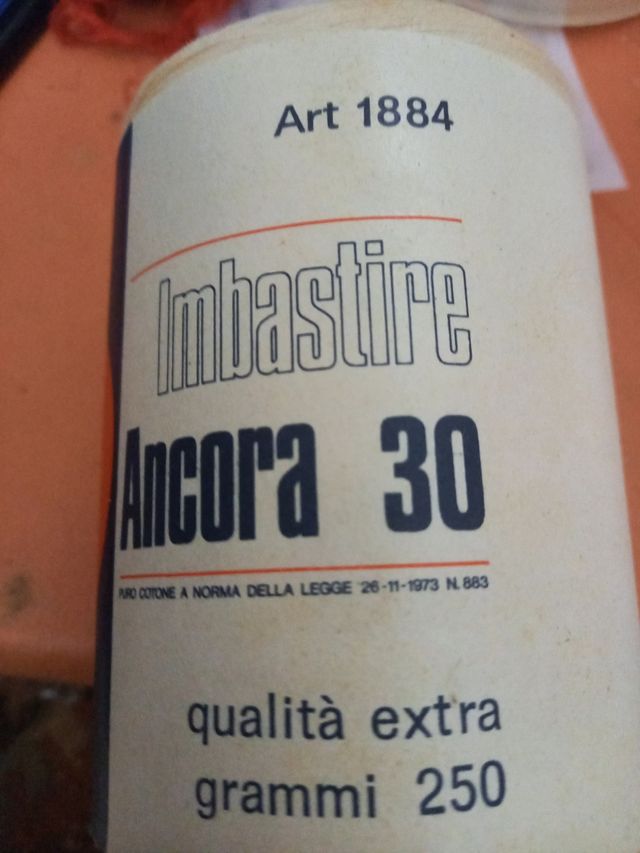 Art 1884
Imbastire
Ancora 30
PURO COTONE A NORMA DELLA LEGGE 26-11-1973 N. 883
qualità extra
grammi 250